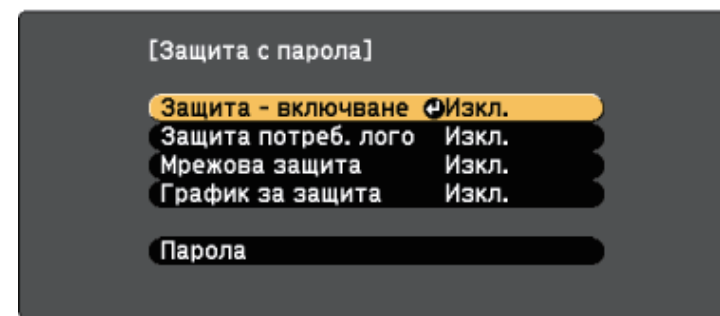 [Защита с парола]
Защита - включване Изкл.
Защита потреб. лого Изкл.
Мрежова защита Изкл.
График за защита Изкл.
Парола